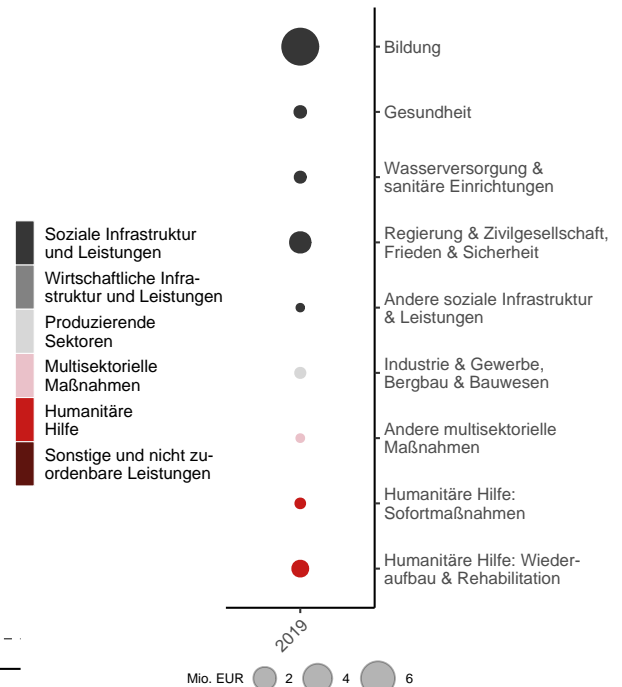 Bildung
Gesundheit
Wasserversorgung &
sanitäre Einrichtungen
Regierung & Zivilgesellschaft,
Frieden & Sicherheit
Andere soziale Infrastruktur
& Leistungen
Industrie & Gewerbe,
Bergbau & Bauwesen
Andere multisektorielle
Maßnahmen
Humanitäre Hilfe:
Sofortmaßnahmen
Humanitäre Hilfe: Wieder-
aufbau & Rehabilitation
Soziale Infrastruktur
und Leistungen
Wirtschaftliche Infra-
struktur und Leistungen
Produzierende
Sektoren
Multisektorielle
Maßnahmen
Humanitäre
Hilfe
Sonstige und nicht zu-
ordenbare Leistungen
2019
Mio. EUR 2 4 6